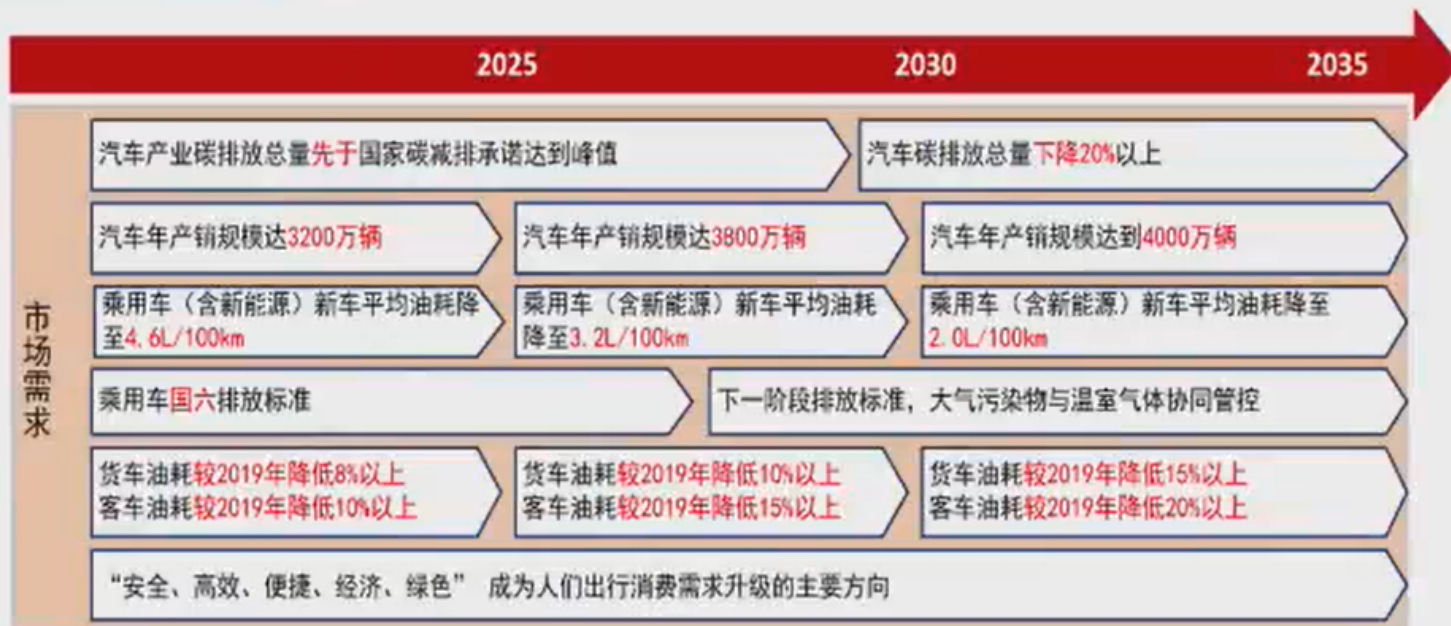 2025
2030
2035
市场需求
汽车产业碳排放总量先于国家碳减排承诺达到峰值
汽车碳排放总量下降20%以上
汽车年产销规模达3200万辆
汽车年产销规模达3800万辆
汽车年产销规模达到4000万辆
乘用车（含新能源）新车平均油耗降
至4.6L/100km
乘用车（含新能源）新车平均油耗
降至3.2L/100km
乘用车（含新能源）新车平均油耗降至
2.0L/100km
乘用车国六排放标准
下一阶段排放标准，大气污染物与温室气体协同管控
货车油耗较2019年降低8%以上
客车油耗较2019年降低10%以上
货车油耗较2019年降低10%以上
客车油耗较2019年降低15%以上
货车油耗较2019年降低15%以上
客车油耗较2019年降低20%以上
“安全、高效、便捷、经济、绿色” 成为人们出行消费需求升级的主要方向